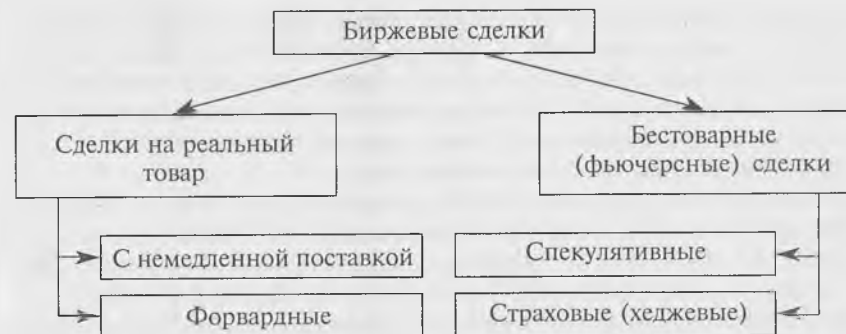 Биржевые сделки
Сделки на реальный
товар
Бестоварные
(фьючерсные) сделки
С немедленной поставкой
Форвардные
Спекулятивные
Страховые (хеджевые)